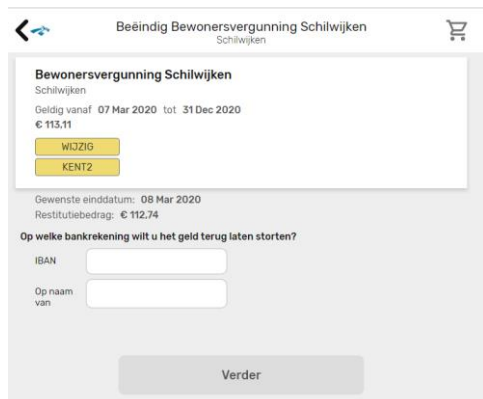 Beëindig Bewonersvergunning Schilwijken
Schilwijken
Bewonersvergunning Schilwijken
Schilwijken
Geldig vanaf 07 Mar 2020 tot 31 Dec 2020
€ 113,11
WIJZIG
KENT2
Gewenste einddatum: 08 Mar 2020
Restitutiebedrag: € 112,74
Op welke bankrekening wilt u het geld terug laten storten?
IBAN
Op naam
van
Verder